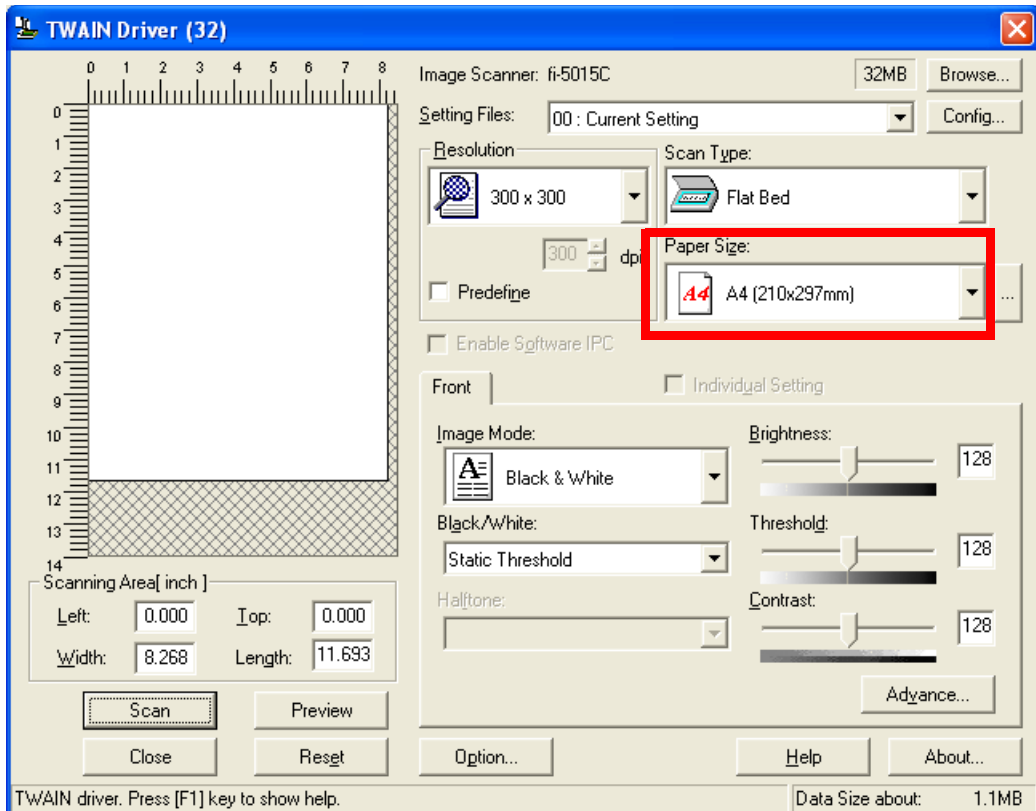 TWAIN Driver (32)
0 1 2 3 4 5 6 7 8
0
1
2
3
4
5
6
7
8
9
10
11
12
13
14
Image Scanner: fi-5015C
32MB
Browse...
Setting Files:
00 : Current Setting
Config...
Resolution
300 x 300
300 dpi
Predefine
Scan Type:
Flat Bed
Paper Size:
A4
A4 (210x297mm)
...
Enable Software IPC
Front
Individual Setting
Image Mode:
A
Black & White
Black/White:
Static Threshold
Halftone:
Brightness:
128
Threshold:
128
Contrast:
128
Advance...
Scanning Area[ inch ]
Left: 0.000 Top: 0.000
Width: 8.268 Length: 11.693
Scan Preview
Close Reset
Option... Help About...
TWAIN driver. Press [F1] key to show help. Data Size about: 1.1MB